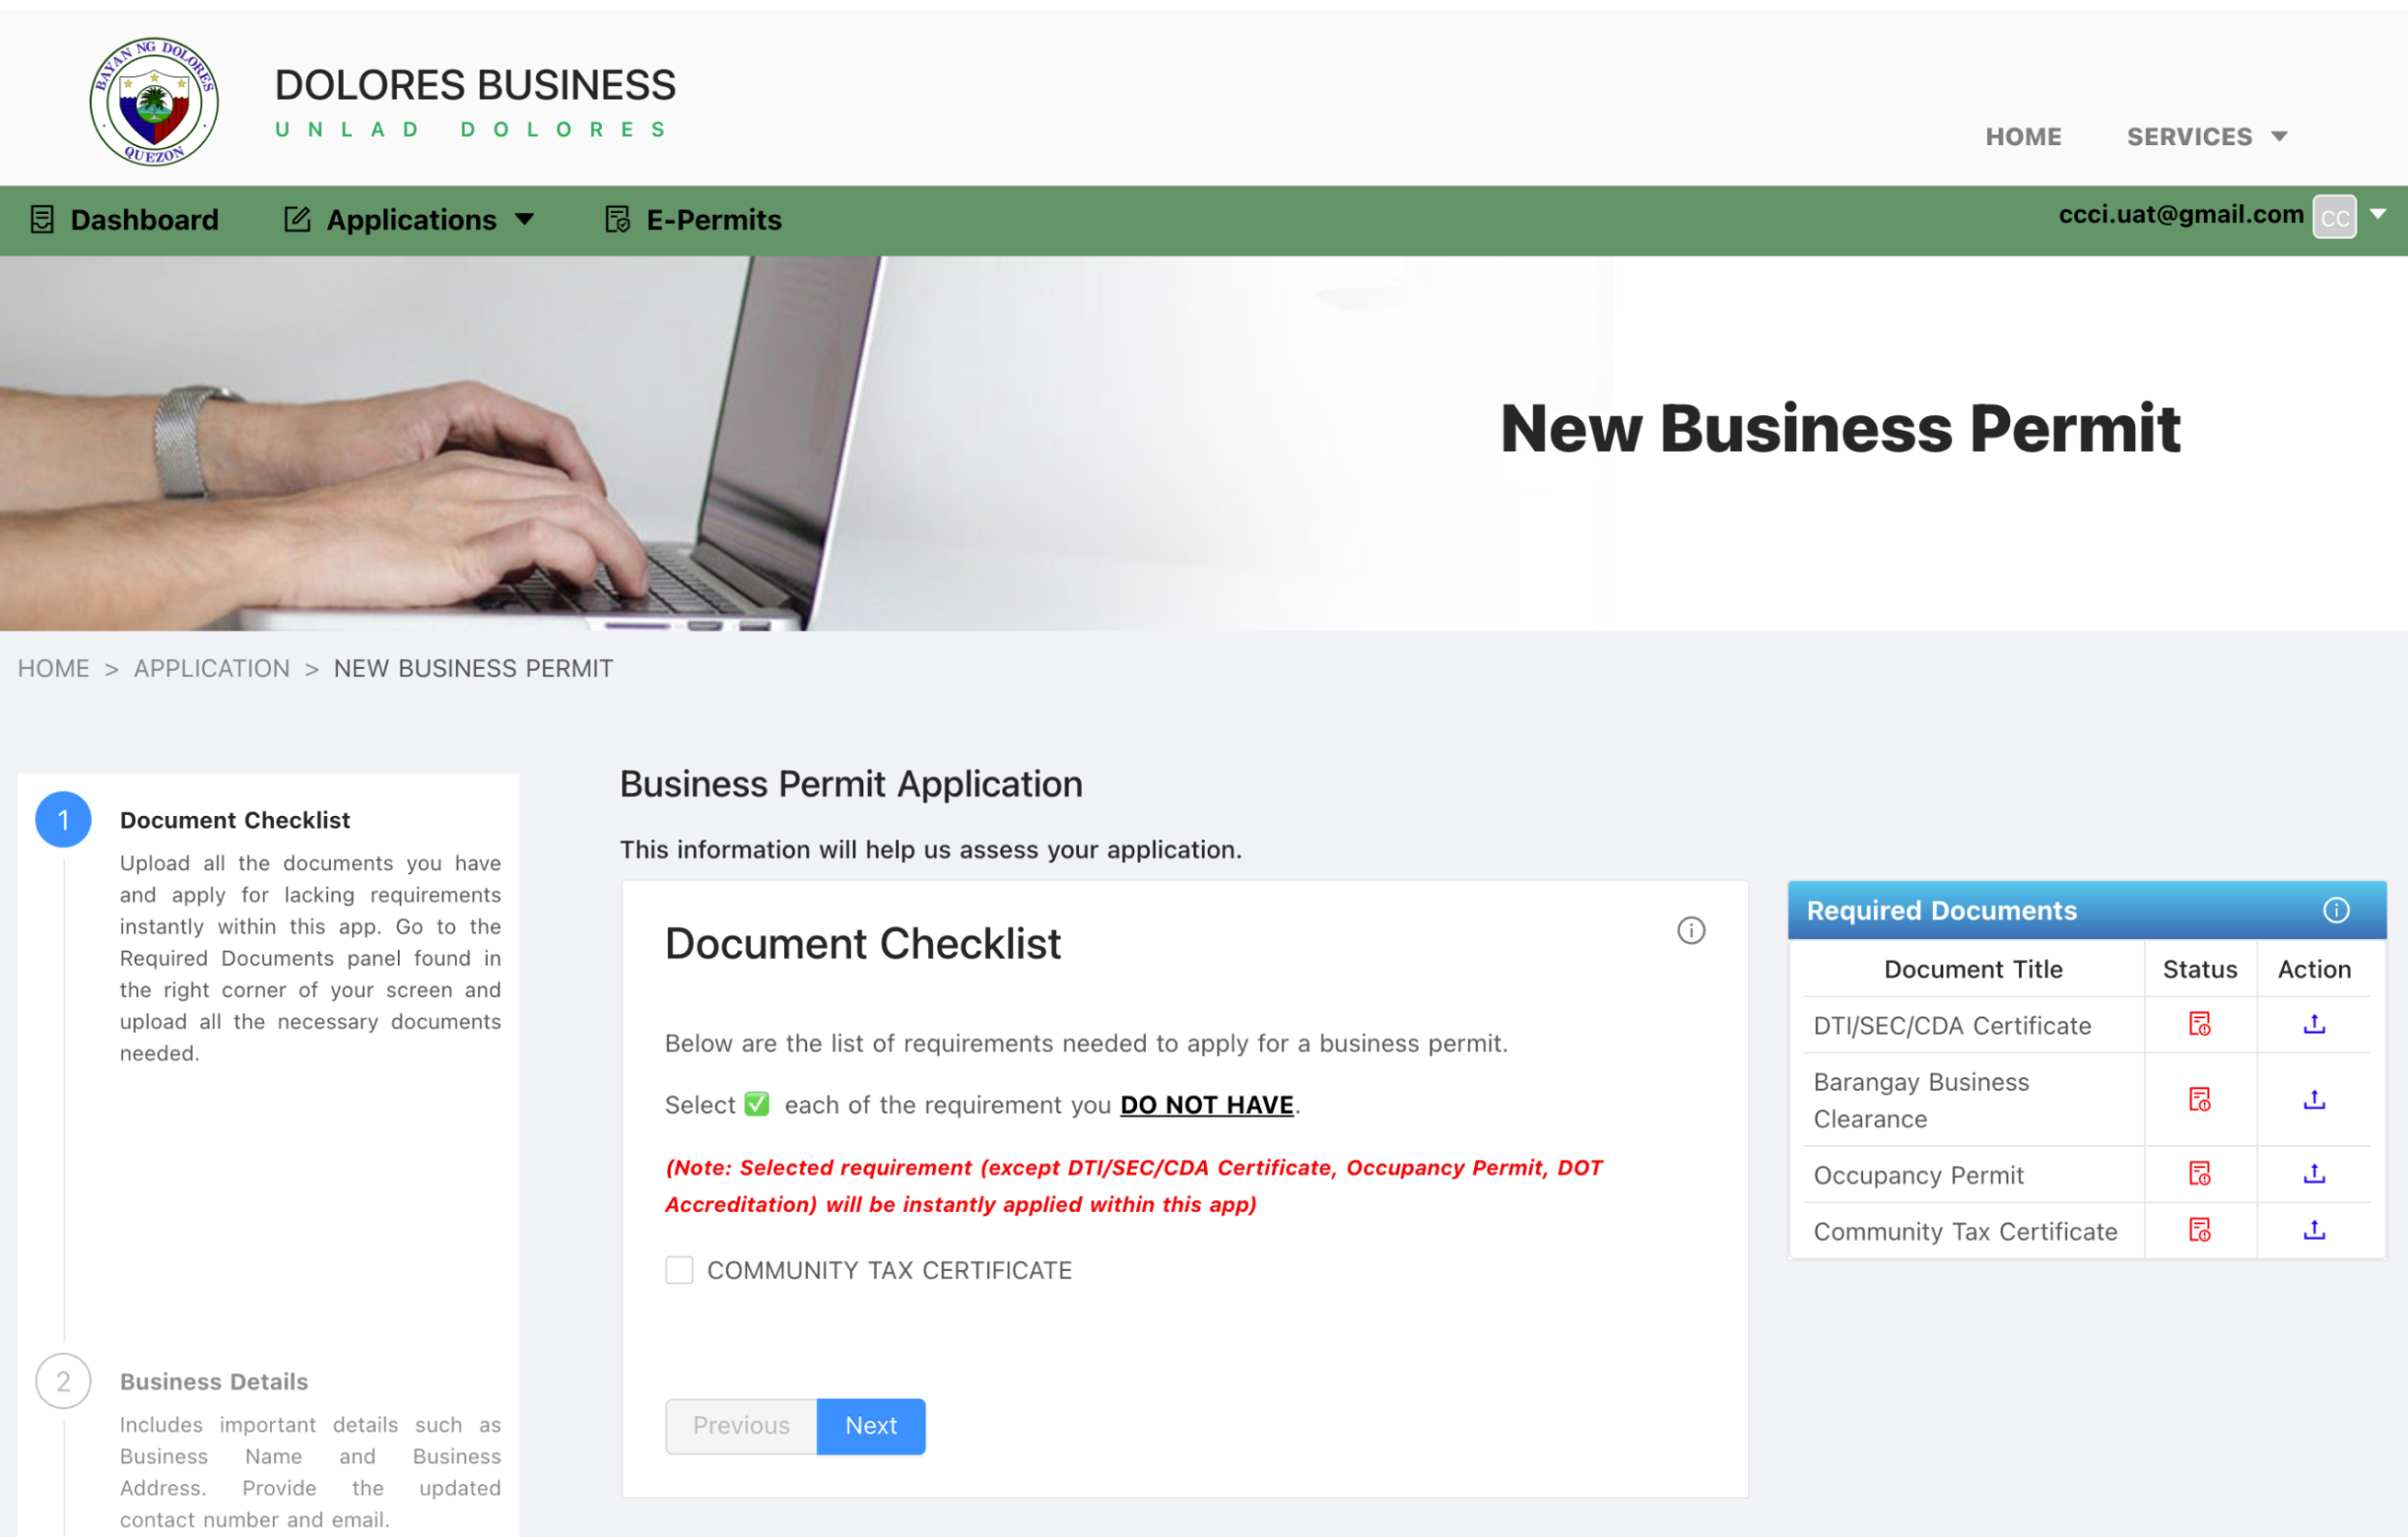 BAYAN NG DOLORES
QUEZON
DOLORES BUSINESS
UNLAD DOLORES
HOME
SERVICES
Dashboard
Applications
E-Permits
ccci.uat@gmail.com
CC
New Business Permit
HOME > APPLICATION > NEW BUSINESS PERMIT
1
Document Checklist
Upload all the documents you have
and apply for lacking requirements
instantly within this app. Go to the
Required Documents panel found in
the right corner of your screen and
upload all the necessary documents
needed.
2
Business Details
Includes important details such as
Business Name and Business
Address. Provide the updated
contact number and email.
Business Permit Application
This information will help us assess your application.
Document Checklist
Below are the list of requirements needed to apply for a business permit.
Select ✅ each of the requirement you DO NOT HAVE.
(Note: Selected requirement (except DTI/SEC/CDA Certificate, Occupancy Permit, DOT
Accreditation) will be instantly applied within this app)
COMMUNITY TAX CERTIFICATE
Previous
Next
Required Documents
Document Title Status Action
DTI/SEC/CDA Certificate
Barangay Business
Clearance
Occupancy Permit
Community Tax Certificate